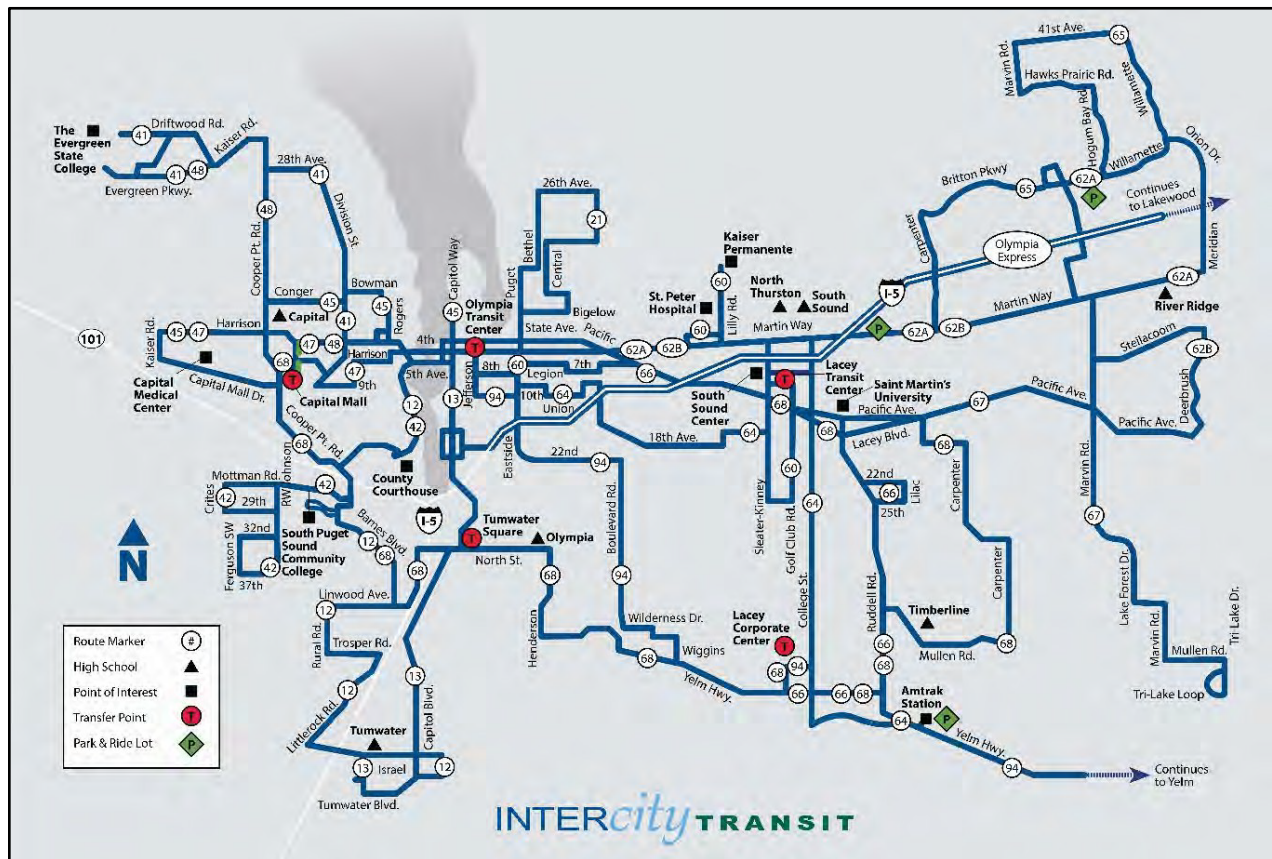 41st Ave.
65
Marvin Rd.
Hawks Prairie Rd.
Willamette
Hogum Bay Rd.
Orion Dr.
The
Evergreen
State
College
41
Driftwood Rd.
Kaiser Rd.
Evergreen Pkwy.
41
48
28th Ave.
41
Division St.
48
Cooper Pt. Rd.
26th Ave.
21
Bethel
Central
Puget
Bigelow
Britton Pkwy
65
62A
Willamette
P
Continues
to Lakewood
Carpenter
Olympia
Express
I-5
Meridian
62A
River Ridge
Martin Way
Kaiser
Permanente
60
Lilly Rd.
St. Peter
Hospital
60
North
Thurston
South
Sound
Martin Way
P
62A
62B
Conger
45
Bowman
45
Rogers
Capital
41
Capitol Way
45
Olympia
Transit
Center
T
State Ave.
Pacific
4th
5th Ave.
62A
62B
66
101
Kaiser Rd.
45
47
Harrison
47
48
Harrison
47
9th
68
T
Capital Mall
Capital
Medical
Center
Capital Mall Dr.
8th
60
Legion
7th
Jefferson
94
10th
64
Union
13
12
42
Eastside
South
Sound
Center
T
Lacey
Transit
Center
68
Saint Martin's
University
Pacific Ave.
68
Lacey Blvd.
67
Pacific Ave.
Stellacoom
62B
Deerbrush
Pacific Ave.
18th Ave.
64
Cooper Pt. Rd.
68
County
Courthouse
22nd
94
Boulevard Rd.
94
Sleater-Kinney
60
Golf Club Rd.
64
College St.
22nd
66
Lilac
25th
68
Carpenter
Carpenter
Marvin Rd.
67
Mottman Rd.
RW Johnson
42
Crites
42
29th
32nd
Ferguson SW
37th
42
South Puget
Sound
Community
College
Barnes Blvd.
12
68
I-5
Tumwater
Square
T
Olympia
North St.
68
68
Henderson
Linwood Ave.
12
Rural Rd.
Trosper Rd.
12
Littlerock Rd.
13
Capitol Blvd.
Tumwater
13
Israel
12
Tumwater Blvd.
Wilderness Dr.
Wiggins
68
Yelm Hwy.
Lacey
Corporate
Center
T
68
94
66
66
68
Ruddell Rd.
66
68
Timberline
Mullen Rd.
68
Amtrak
Station
P
64
Yelm Hwy.
94
Continues
to Yelm
Lake Forest Dr.
Marvin Rd.
Mullen Rd.
Tri-Lake Dr.
Tri-Lake Loop
N
Route Marker #
High School
Point of Interest
Transfer Point T
Park & Ride Lot P
INTERcity TRANSIT